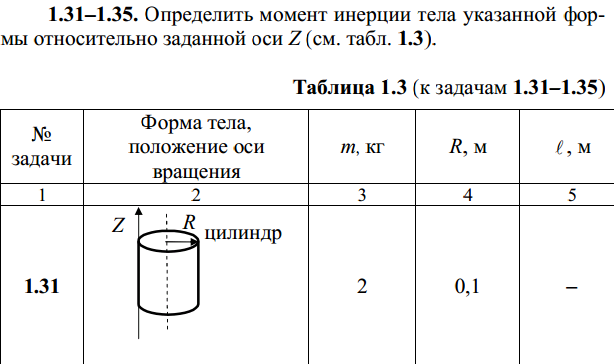 1.31–1.35. Определить момент инерции тела указанной фор-
мы относительно заданной оси Z (см. табл. 1.3).
Таблица 1.3 (к задачам 1.31–1.35)
№ задачи
Форма тела, положение оси вращения
m, кг
R, м
ℓ, м
1 2 3 4 5
1.31
Z
R
цилиндр
2
0,1
–